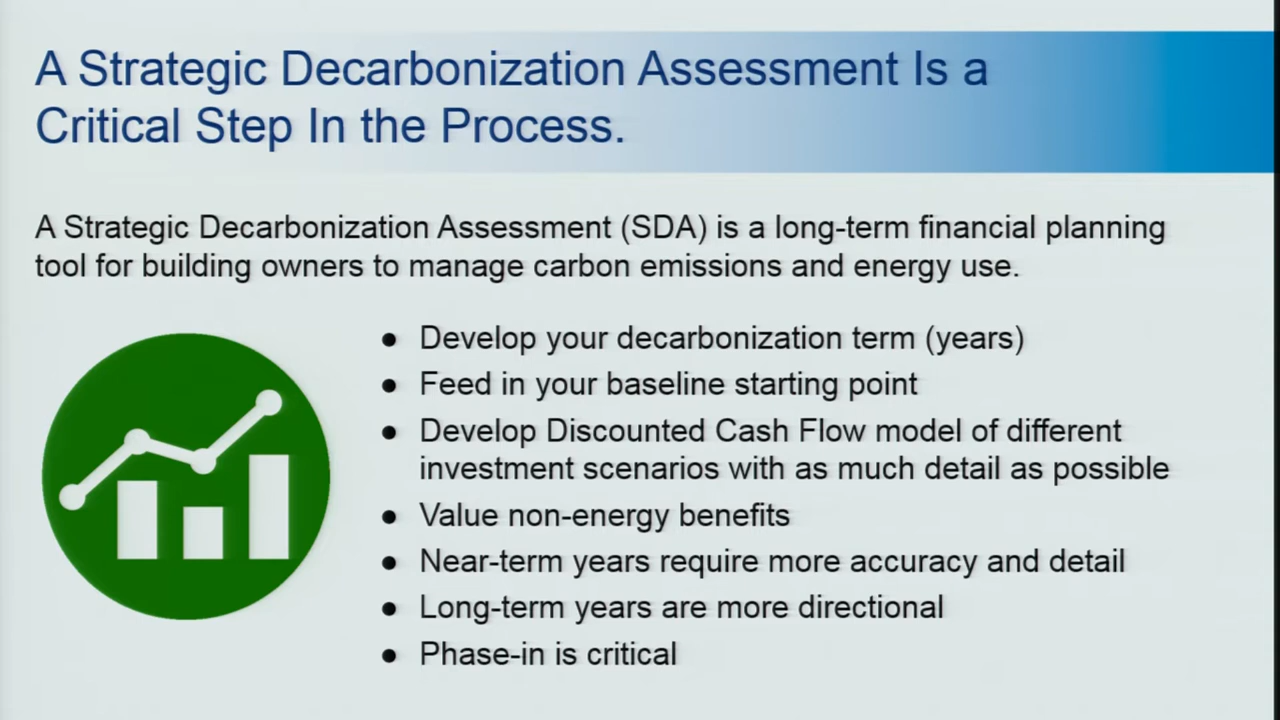 A Strategic Decarbonization Assessment Is a
Critical Step In the Process.
A Strategic Decarbonization Assessment (SDA) is a long-term financial planning
tool for building owners to manage carbon emissions and energy use.
● Develop your decarbonization term (years)
● Feed in your baseline starting point
● Develop Discounted Cash Flow model of different
investment scenarios with as much detail as possible
● Value non-energy benefits
● Near-term years require more accuracy and detail
● Long-term years are more directional
● Phase-in is critical